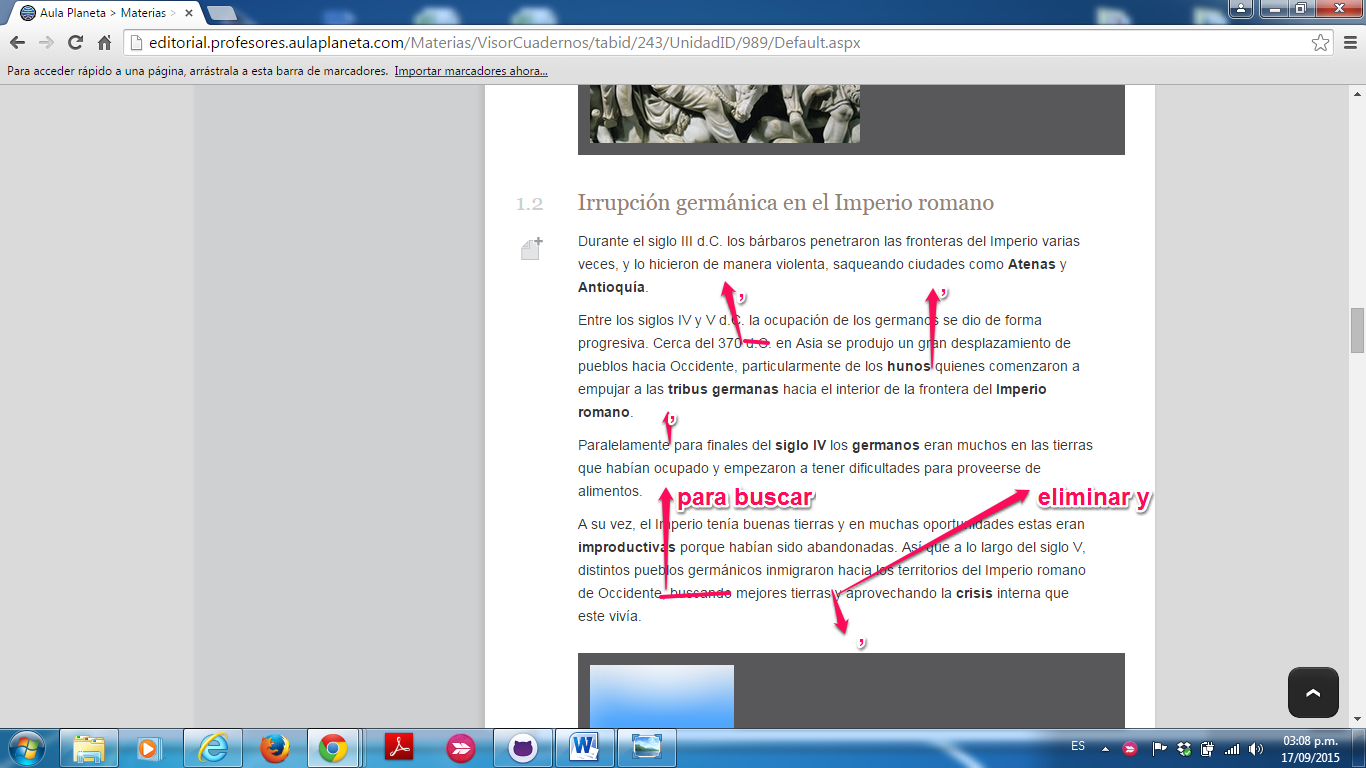 Aula Planeta > Materias >
editorial.profesores.aulaplaneta.com/Materias/VisorCuadernos/tabid/243/UnidadID/989/Default.aspx
Para acceder rápido a una página, arrástrala a esta barra de marcadores. Importar marcadores ahora...
1.2 Irrupción germánica en el Imperio romano
Durante el siglo III d.C. los bárbaros penetraron las fronteras del Imperio varias
veces, y lo hicieron de manera violenta, saqueando ciudades como Atenas y
Antioquía.
, ,
Entre los siglos IV y V d.C. la ocupación de los germanos se dio de forma
progresiva. Cerca del 370 d.C. en Asia se produjo un gran desplazamiento de
pueblos hacia Occidente, particularmente de los hunos quienes comenzaron a
empujar a las tribus germanas hacia el interior de la frontera del Imperio
romano.
,
Paralelamente para finales del siglo IV los germanos eran muchos en las tierras
que habían ocupado y empezaron a tener dificultades para proveerse de
alimentos.
para buscar eliminar y
A su vez, el Imperio tenía buenas tierras y en muchas oportunidades estas eran
improductivas porque habían sido abandonadas. Así que a lo largo del siglo V,
distintos pueblos germánicos inmigraron hacia los territorios del Imperio romano
de Occidente, buscando mejores tierras y aprovechando la crisis interna que
este vivía.
,
ES
03:08 p.m.
17/09/2015